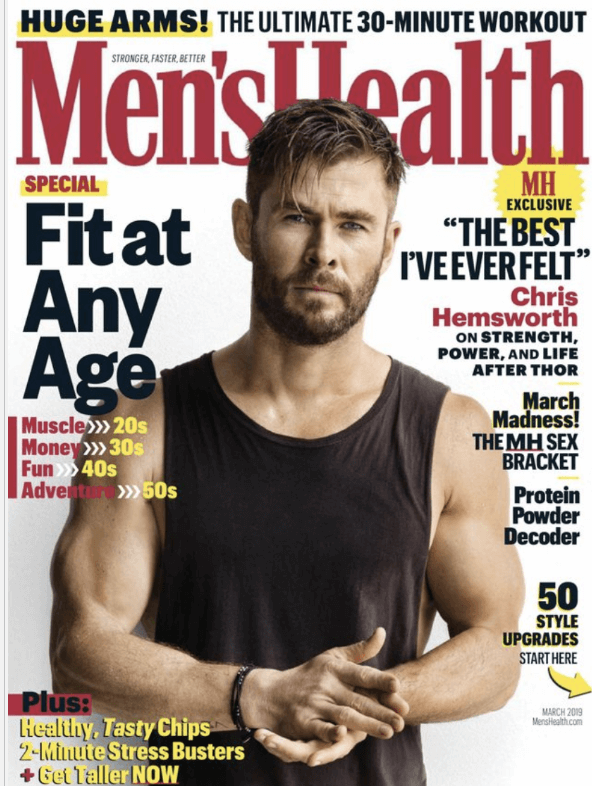 HUGE ARMS! THE ULTIMATE 30-MINUTE WORKOUT
STRONGER, FASTER, BETTER
Men'sHealth
SPECIAL
Fit at
Any
Age
Muscle>>> 20s
Money>>> 30s
Fun>>> 40s
Adventure>>> 50s
MH
EXCLUSIVE
“THE BEST
I’VE EVER FELT”
Chris
Hemsworth
ON STRENGTH,
POWER, AND LIFE
AFTER THOR
March
Madness!
THE MH SEX
BRACKET
Protein
Powder
Decoder
50
STYLE
UPGRADES
START HERE
MARCH 2019
MensHealth.com
Plus:
Healthy, Tasty Chips
2-Minute Stress Busters
+ Get Taller NOW